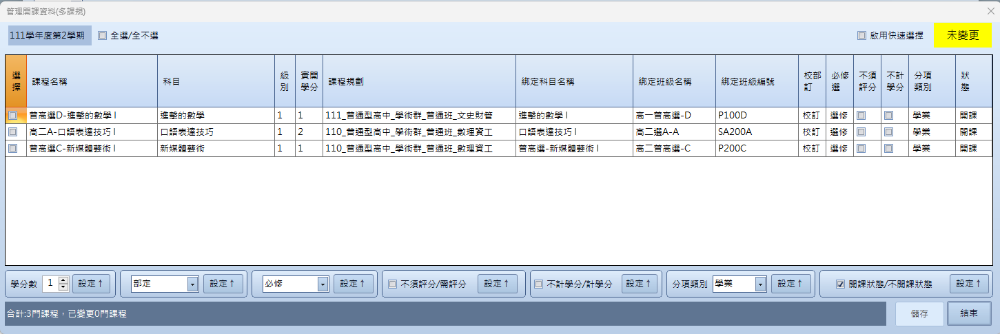 管理開課資料(多課規)
111學年度第2學期 全選/全不選 啟用快速選擇 未變更
選擇 課程名稱 科目 級別 實開學分 課程規劃 綁定科目名稱 綁定班級名稱 綁定班級編號 校部訂 必修選 不須評分 不計學分 分項類別 狀態
普高選D-進擊的數學 I 進擊的數學 1 1 111_普通型高中_學術群_普通班_文史財管 進擊的數學 I 高一普高選-D P100D 校訂 選修 學業 開課
高二A-口語表達技巧 I 口語表達技巧 1 2 110_普通型高中_學術群_普通班_數理資工 口語表達技巧 I 高二選A-A SA200A 校訂 選修 學業 開課
普高選C-新媒體藝術 I 新媒體藝術 1 1 110_普通型高中_學術群_普通班_數理資工 普高選-新媒體藝術 I 高二普高選-C P200C 校訂 選修 學業 開課
學分數 1 設定↑ 部定 設定↑ 必修 設定↑ 不須評分/需評分 設定↑ 不計學分/計學分 設定↑ 分項類別 學業 設定↑ 開課狀態/不開課狀態 設定↑
合計:3門課程，已變更0門課程 儲存 結束